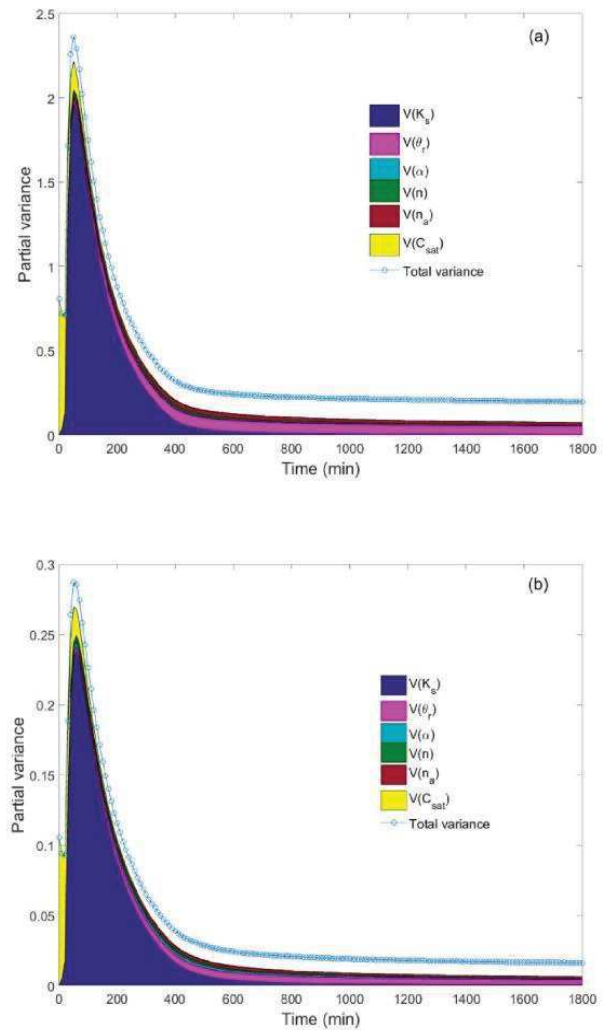 (a)
2.5
2
1.5
1
0.5
0
Partial variance
V(K_s)
V(θ_r)
V(α)
V(n)
V(n_a)
V(C_sat)
Total variance
0 200 400 600 800 1000 1200 1400 1600 1800
Time (min)
(b)
0.3
0.25
0.2
0.15
0.1
0.05
0
Partial variance
V(K_s)
V(θ_r)
V(α)
V(n)
V(n_a)
V(C_sat)
Total variance
0 200 400 600 800 1000 1200 1400 1600 1800
Time (min)